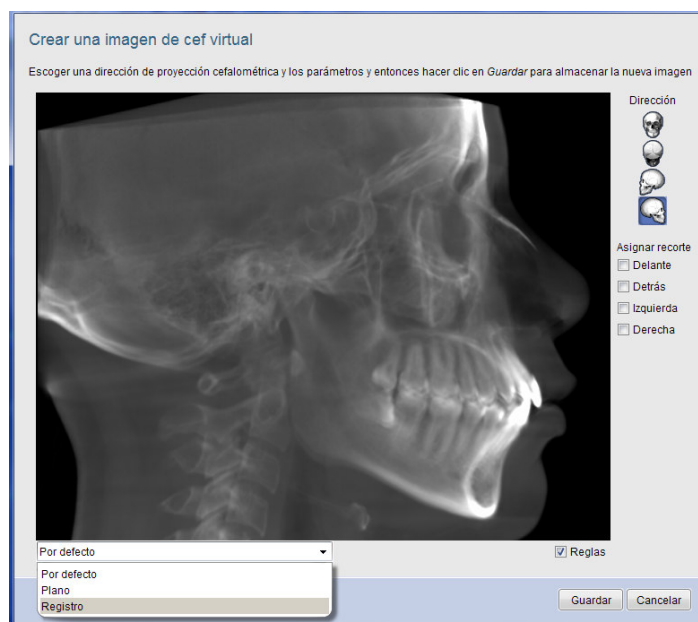 Crear una imagen de cef virtual
Escoger una dirección de proyección cefalométrica y los parámetros y entonces hacer clic en Guardar para almacenar la nueva imagen
Dirección
Asignar recorte
Delante
Detrás
Izquierda
Derecha
Por defecto
Reglas
Por defecto
Plano
Registro
Guardar
Cancelar